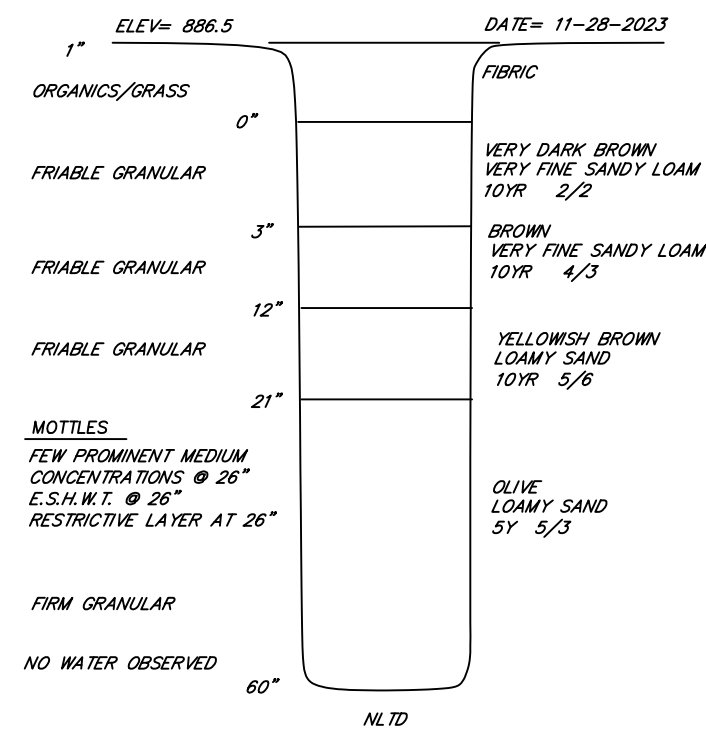 ELEV= 886.5
DATE= 11-28-2023
1"
FIBRIC
ORGANICS/GRASS
0"
VERY DARK BROWN
VERY FINE SANDY LOAM
10YR 2/2
FRIABLE GRANULAR
3"
BROWN
VERY FINE SANDY LOAM
10YR 4/3
FRIABLE GRANULAR
12"
YELLOWISH BROWN
LOAMY SAND
10YR 5/6
FRIABLE GRANULAR
21"
MOTTLES
FEW PROMINENT MEDIUM
CONCENTRATIONS @ 26"
E.S.H.W.T. @ 26"
RESTRICTIVE LAYER AT 26"
OLIVE
LOAMY SAND
5Y 5/3
FIRM GRANULAR
NO WATER OBSERVED
60"
NLTD